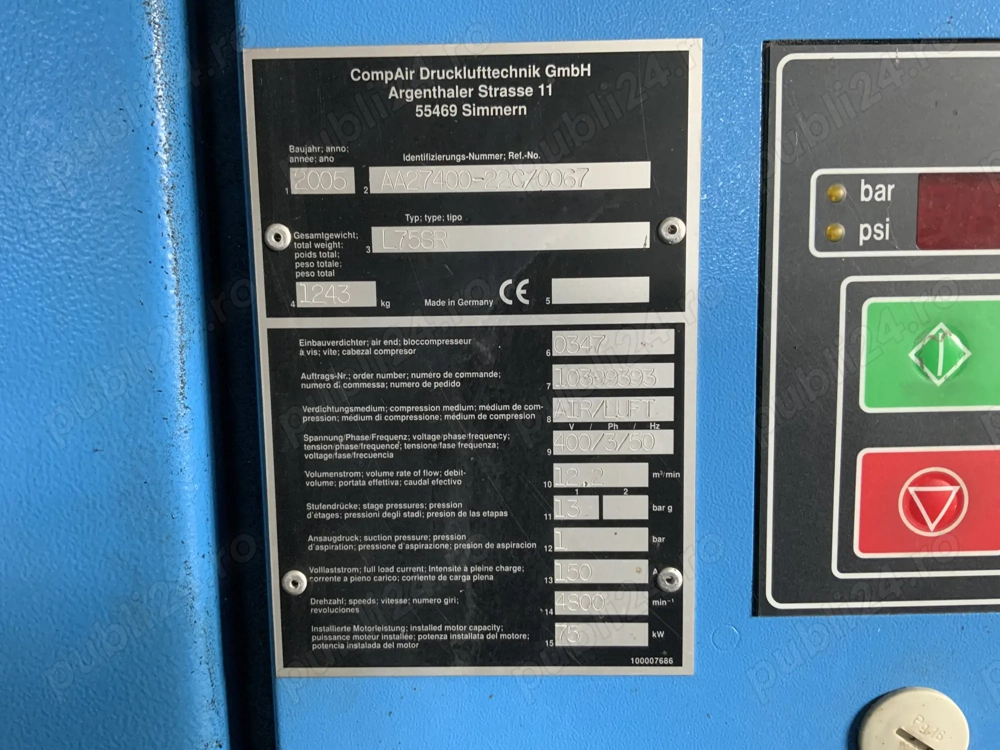 CompAir Drucklufttechnik GmbH
Argenthaler Strasse 11
55469 Simmern
Baujahr; anno;
année; ano
Identifizierungs-Nummer; Ref.-No.
1 2005 2 AA27400-22C/0067
Typ; type; tipo
3 L75SR
Gesamtgewicht;
total weight;
poids total;
peso totale;
peso total
4 1243 kg
Made in Germany CE 5
Einbauverdichter; air end; bloccompresseur
à vis; vite; cabezal compresor
6 0347
Auftrags-Nr.; order number; numéro de commande;
numero di commessa; numero de pedido
7
Verdichtungsmedium; compression medium; médium de com-
pression; médium di compressione; médium de compresion
8 AIR/LUFT
V / Ph / Hz
Spannung/Phase/Frequenz; voltage/phase/frequency;
tension/phase/frequence; tensione/fase frequenza;
voltage/fase/frecuencia
9 400/3/50
Volumenstrom; volume rate of flow; debit-
volume; portata effettiva; caudal efectivo
10 12.2 m³/min
1 2
Stufendrücke; stage pressures; pression
d'étages; pressioni degli stadi; presion de las etapas
11 13 bar g
Ansaugdruck; suction pressure; pression
d'aspiration; pressione d'aspirazione; presion de aspiracion
12 1 bar
Volllaststrom; full load current; Intensité a pleine charge;
corrente a pieno carico; corriente de carga plena
13 150 A
Drehzahl; speeds; vitesse; numero giri;
revoluciones
14 4800 min⁻¹
Installierte Motorleistung; installed motor capacity;
puissance moteur installée; potenza installata del motore;
potencia instalada del motor
15 75 kW
100007686
bar
psi
Pg 16
publi24.ro